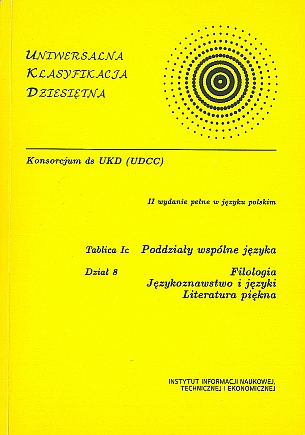 UNIWERSALNA
KLASYFIKACJA
DZIESIĘTNA
Konsorcjum ds UKD (UDCC)
II wydanie pełne w języku polskim
Tablica Ic Poddziały wspólne języka
Dział 8 Filologia
Językoznawstwo i języki
Literatura piękna
INSTYTUT INFORMACJI NAUKOWEJ,
TECHNICZNEJ I EKONOMICZNEJ